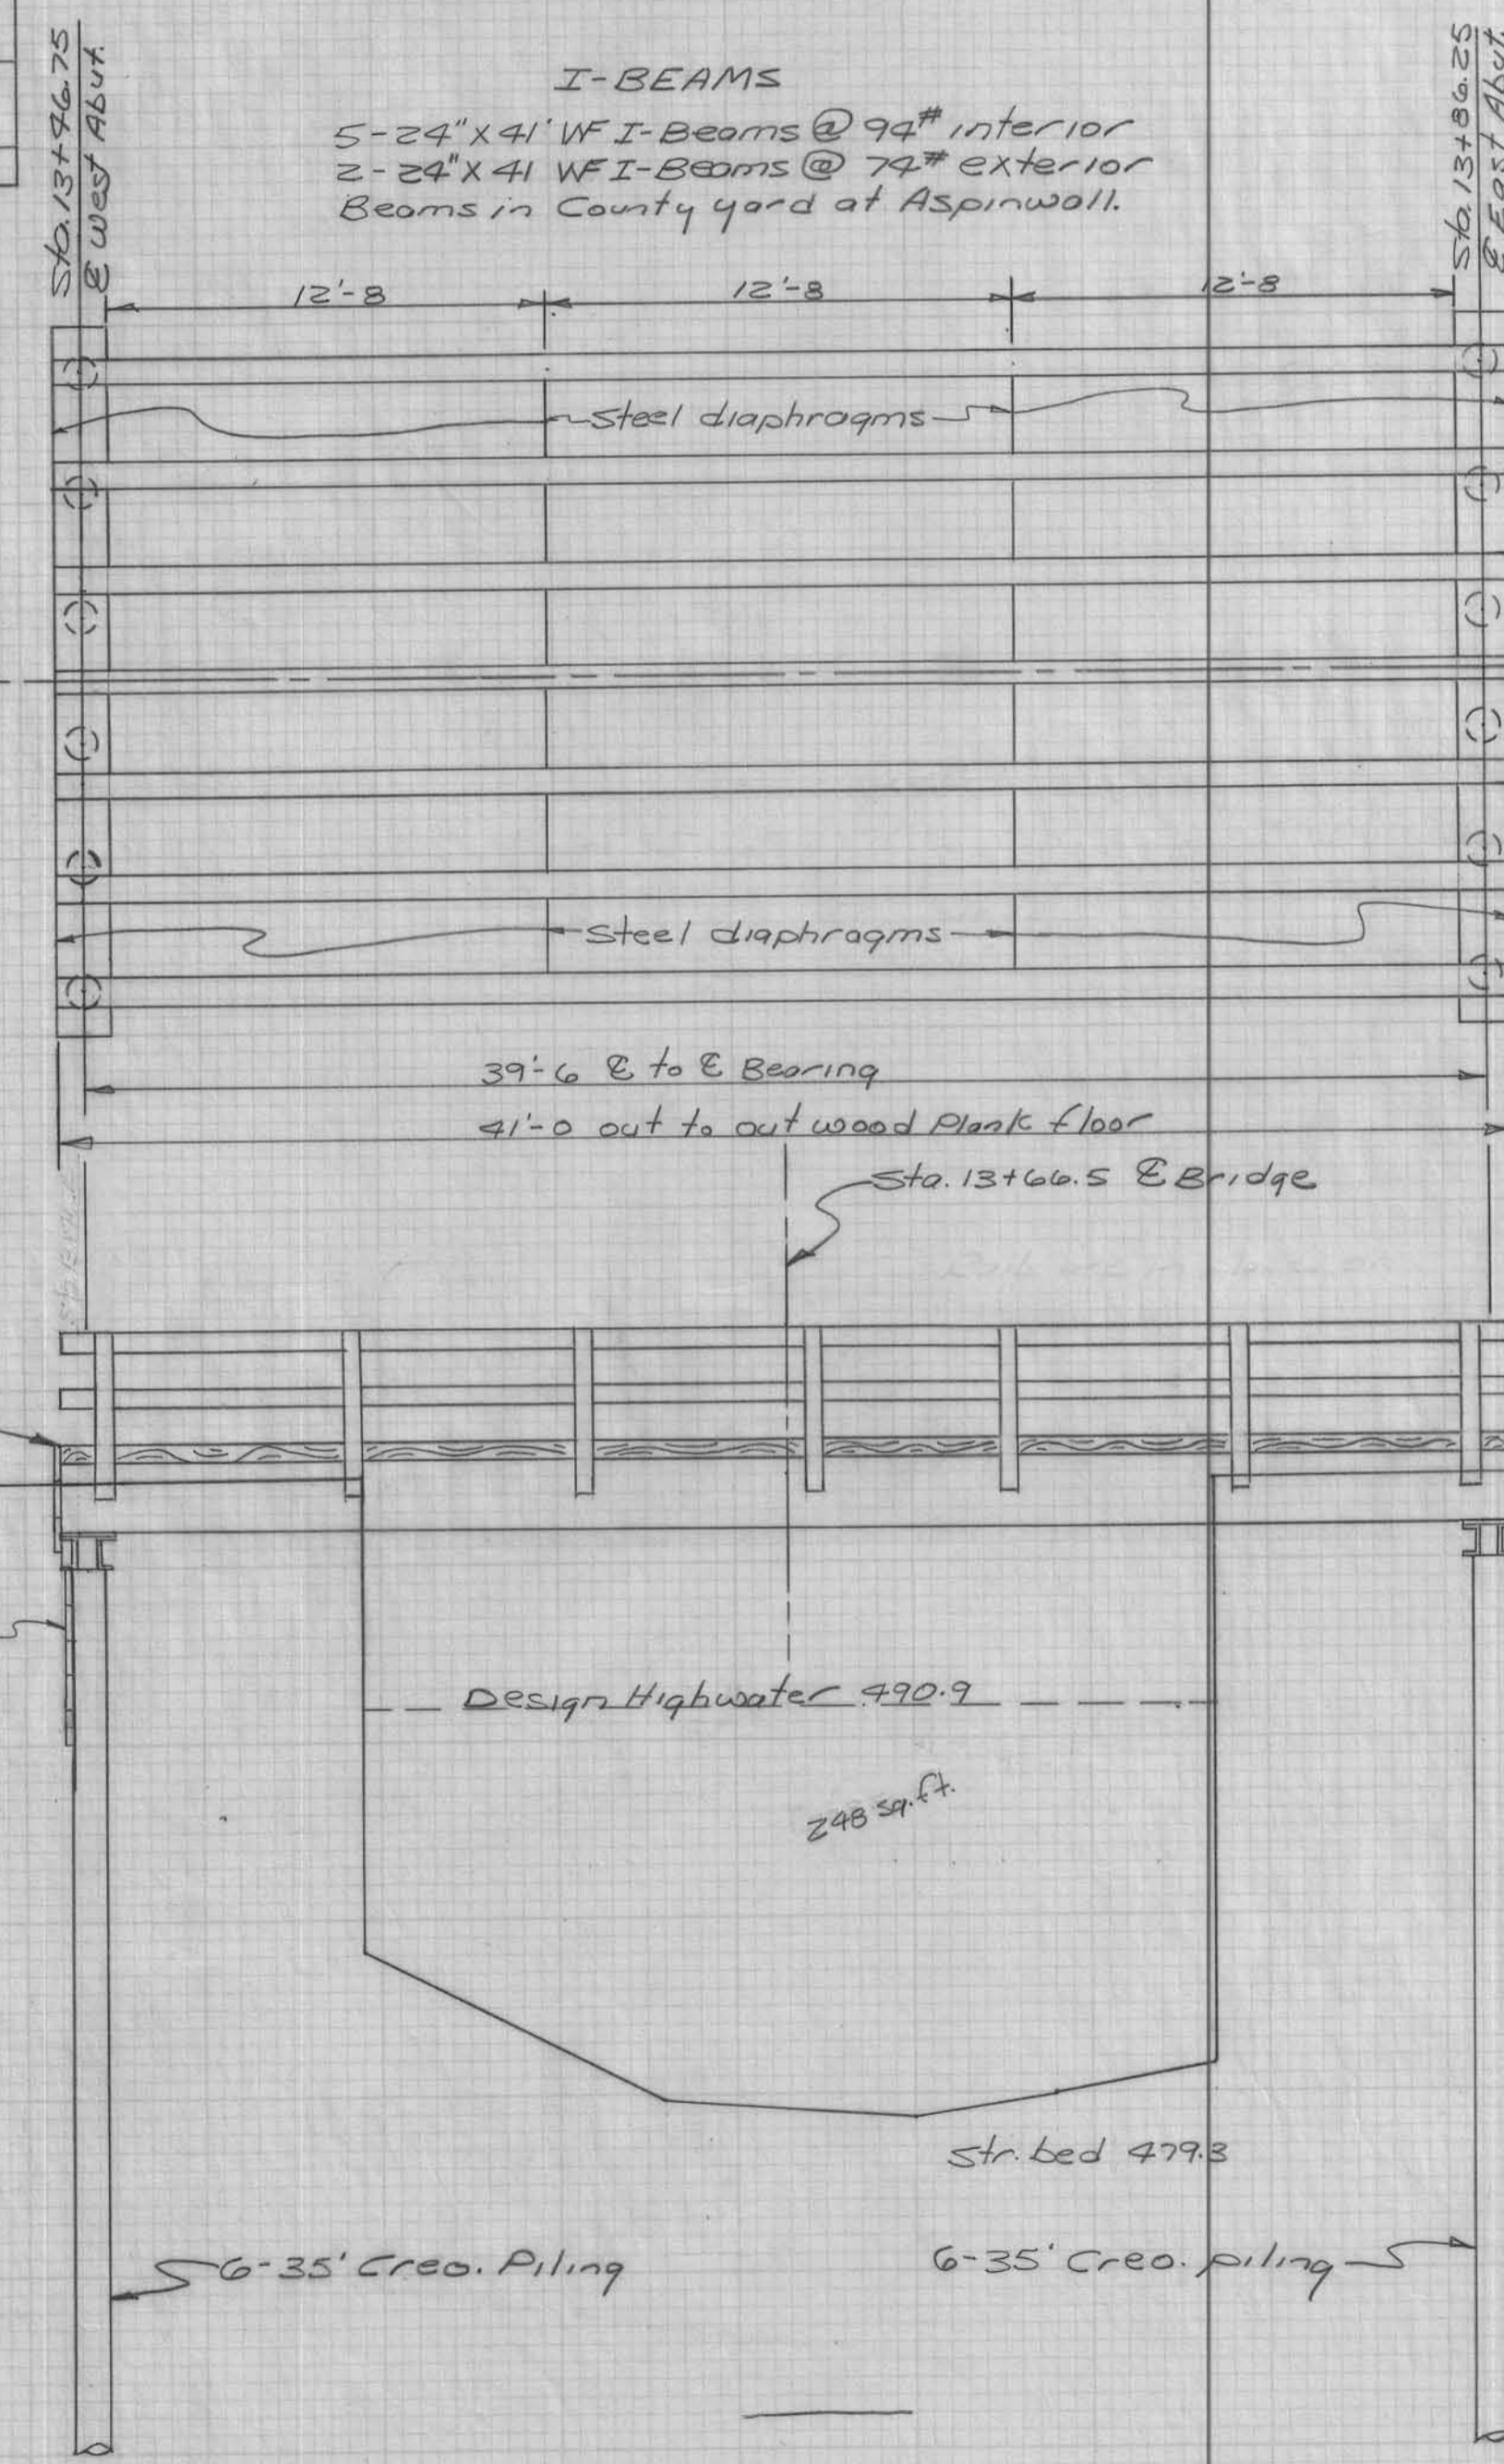 Sta. 13+46.75
℄ West Abut.
I-BEAMS
5-24"X41' WF I-Beams @ 94# interior
2-24"X41 WF I-Beams @ 74# exterior
Beams in County yard at Aspinwall.
Sta. 13+86.25
℄ East Abut.
12'-8
12'-8
12'-8
Steel diaphragms
Steel diaphragms
39'-6 ℄ to ℄ Bearing
41'-0 out to out wood Plank floor
Sta. 13+66.5 ℄ Bridge
Design Highwater 490.9
248 sq. ft.
Str. bed 479.3
6-35' Creo. Piling
6-35' Creo. piling